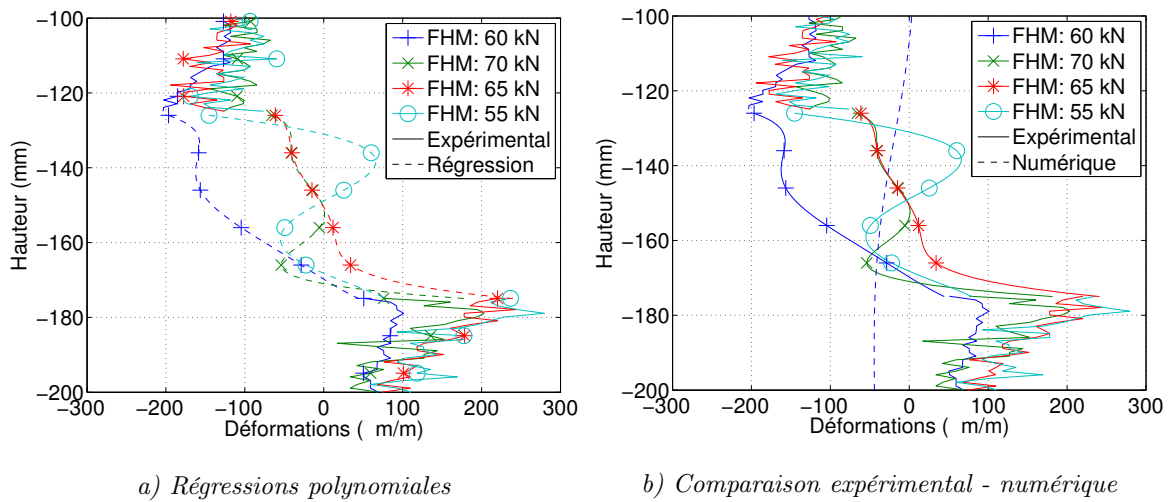 −100
−120
−140
−160
−180
−200
Hauteur (mm)
−300 −200 −100 0 100 200 300
Déformations ( m/m)
FHM: 60 kN
FHM: 70 kN
FHM: 65 kN
FHM: 55 kN
Expérimental
Régression
a) Régressions polynomiales
−100
−120
−140
−160
−180
−200
Hauteur (mm)
−300 −200 −100 0 100 200 300
Déformations ( m/m)
FHM: 60 kN
FHM: 70 kN
FHM: 65 kN
FHM: 55 kN
Expérimental
Numérique
b) Comparaison expérimental - numérique